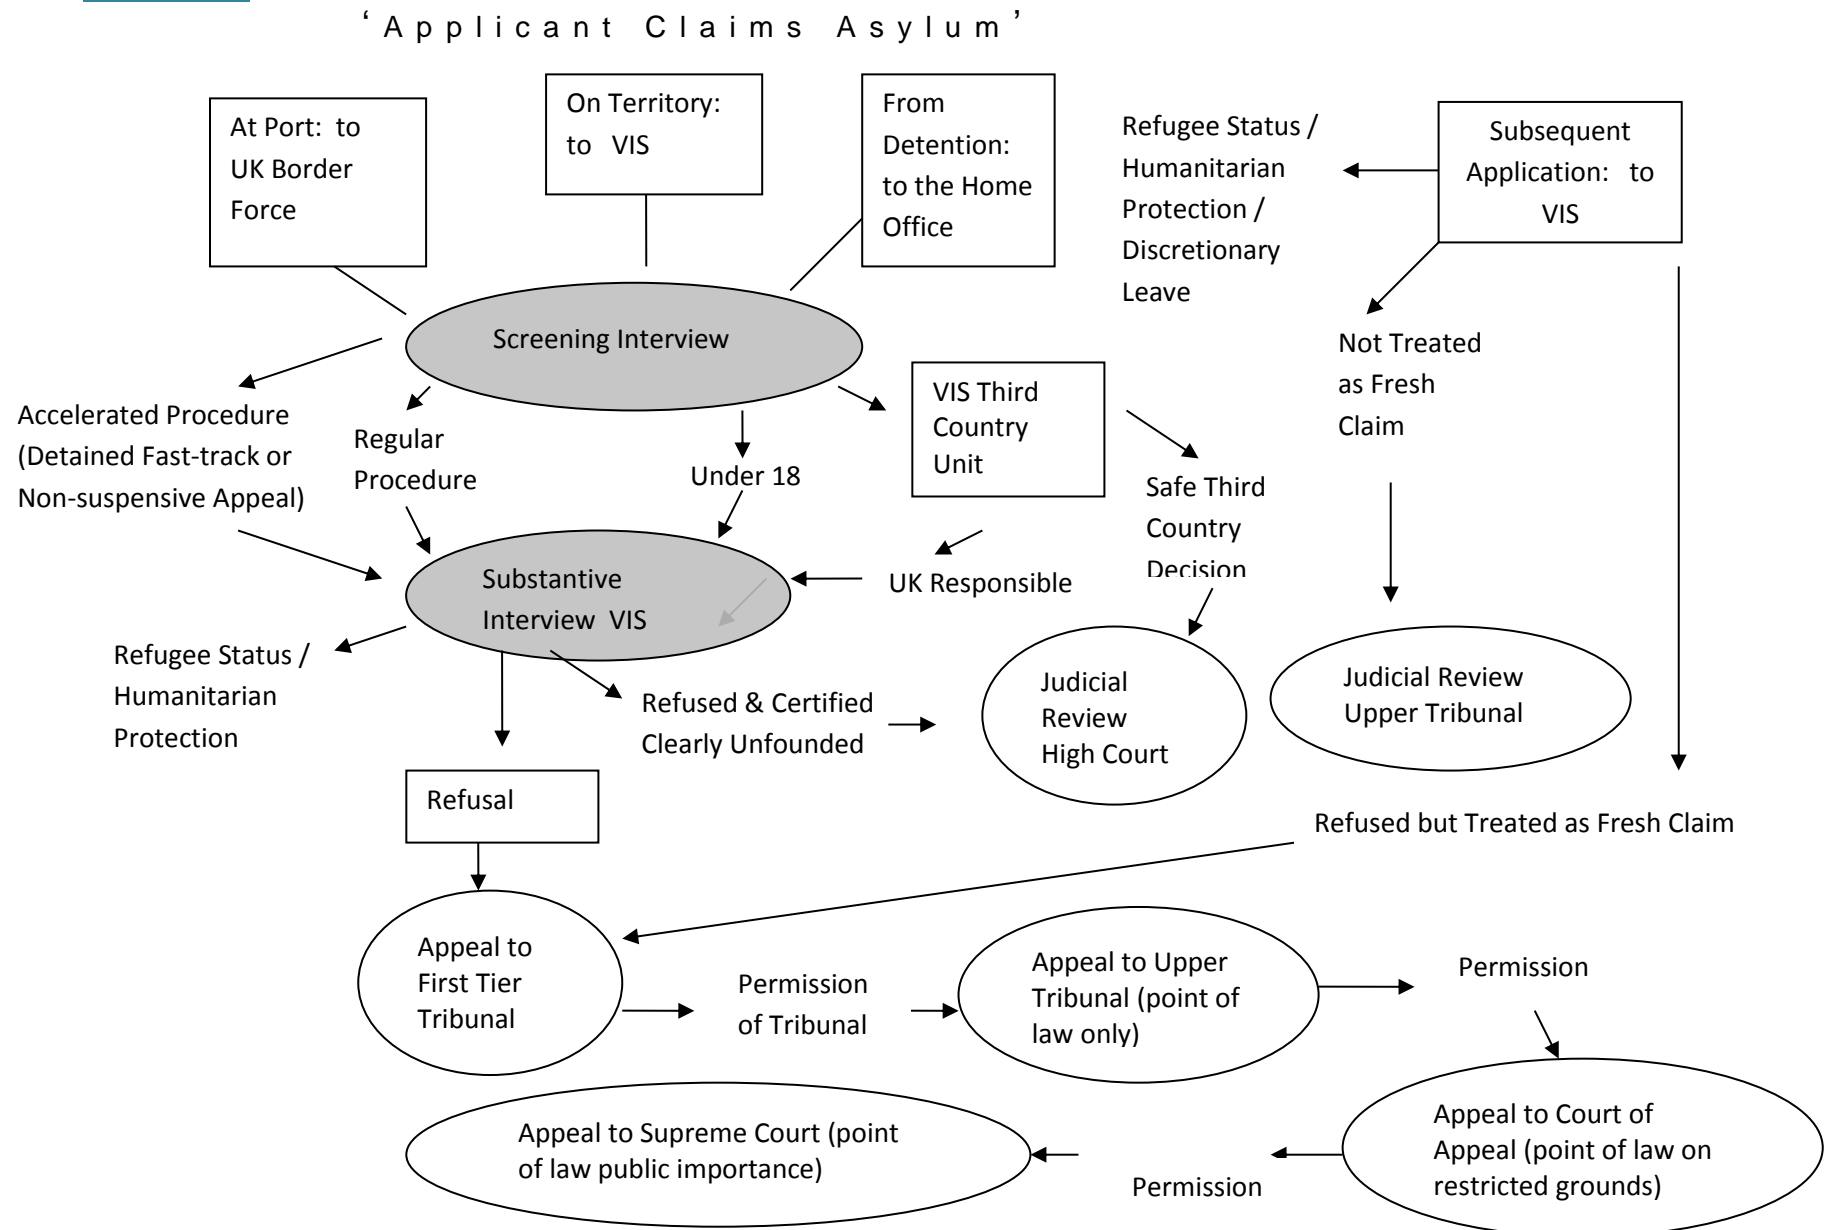 ‘Applicant Claims Asylum’
At Port: to
UK Border
Force
On Territory:
to VIS
From
Detention:
to the Home
Office
Refugee Status /
Humanitarian
Protection /
Discretionary
Leave
Subsequent
Application: to
VIS
Screening Interview
Not Treated
as Fresh
Claim
Accelerated Procedure
(Detained Fast-track or
Non-suspensive Appeal)
Regular
Procedure
Under 18
VIS Third
Country
Unit
Safe Third
Country
Decision
Substantive
Interview VIS
UK Responsible
Refugee Status /
Humanitarian
Protection
Refused & Certified
Clearly Unfounded
Judicial
Review
High Court
Judicial Review
Upper Tribunal
Refusal
Refused but Treated as Fresh Claim
Appeal to
First Tier
Tribunal
Permission
of Tribunal
Appeal to Upper
Tribunal (point of
law only)
Permission
Appeal to Court of
Appeal (point of law on
restricted grounds)
Permission
Appeal to Supreme Court (point
of law public importance)